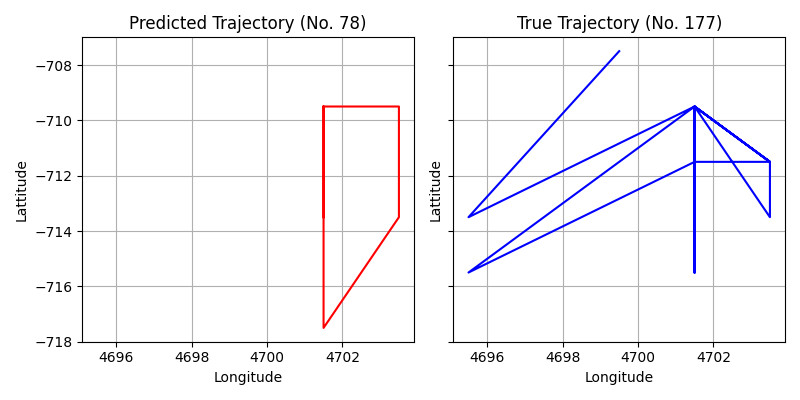 Predicted Trajectory (No. 78)
True Trajectory (No. 177)
−708
−710
−712
−714
−716
−718
Lattitude
Lattitude
4696
4698
4700
4702
4696
4698
4700
4702
Longitude
Longitude